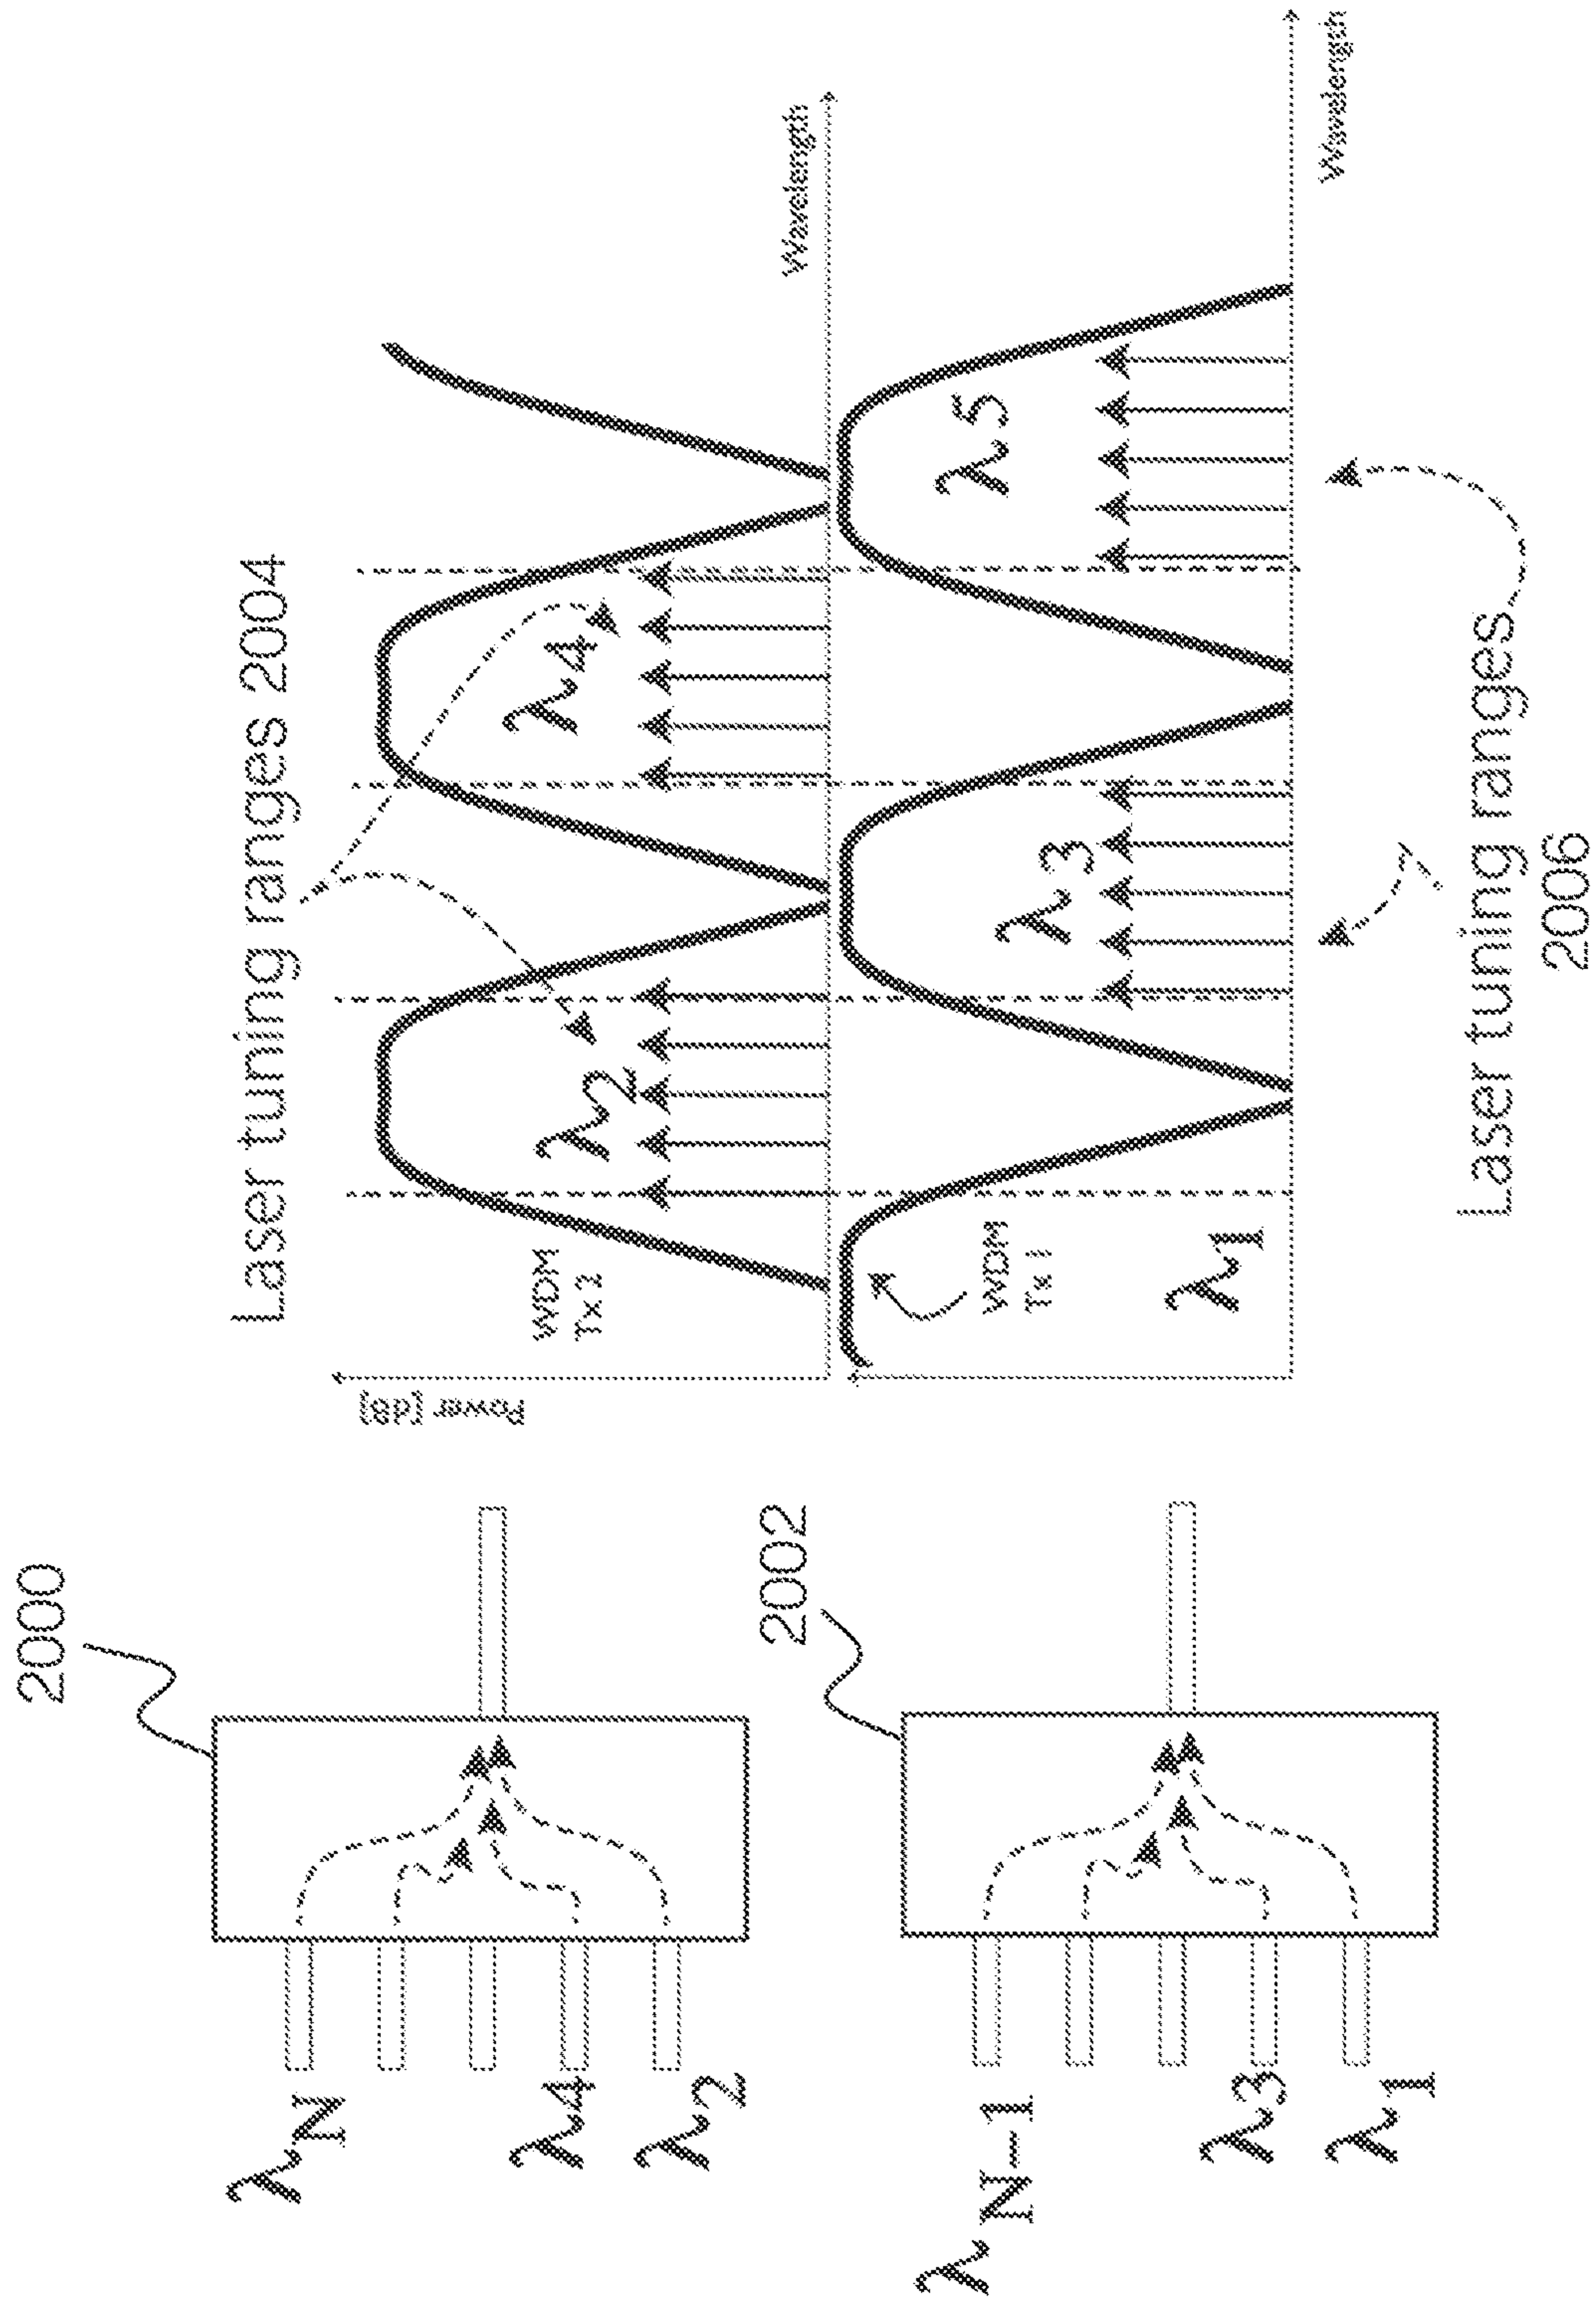 2000
λN
λ4
λ2
2002
λN-1
λ3
λ1
Laser tuning ranges 2004
Power [dB]
WDM
Tx 2
λ2
λ4
Wavelength
WDM
Tx 1
λ1
λ3
λ5
Wavelength
Laser tuning ranges
2006